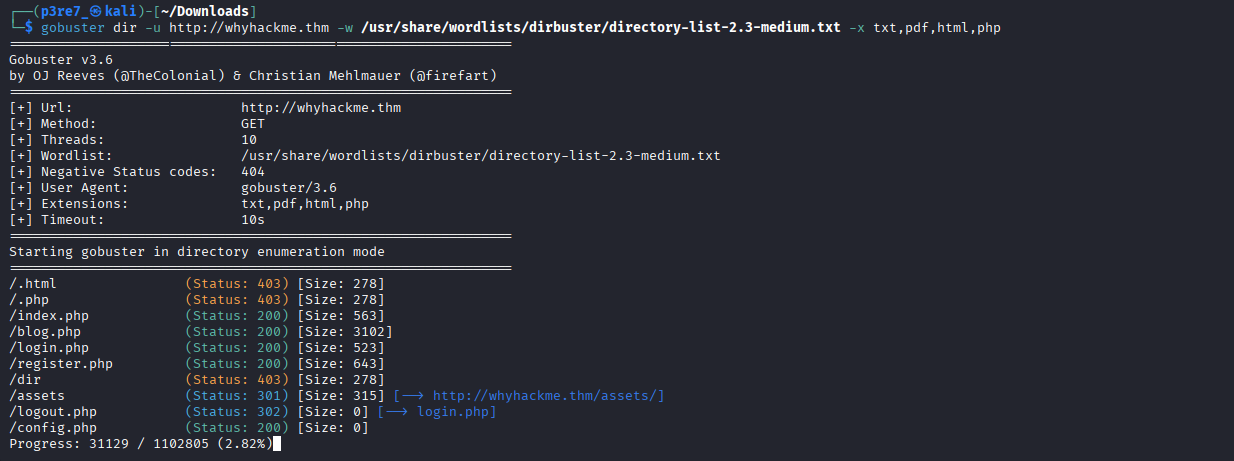 ┌──(p3re7_㉿kali)-[~/Downloads]
└─$ gobuster dir -u http://whyhackme.thm -w /usr/share/wordlists/dirbuster/directory-list-2.3-medium.txt -x txt,pdf,html,php
===============================================================
Gobuster v3.6
by OJ Reeves (@TheColonial) & Christian Mehlmauer (@firefart)
===============================================================
[+] Url:                     http://whyhackme.thm
[+] Method:                  GET
[+] Threads:                 10
[+] Wordlist:                /usr/share/wordlists/dirbuster/directory-list-2.3-medium.txt
[+] Negative Status codes:   404
[+] User Agent:              gobuster/3.6
[+] Extensions:              txt,pdf,html,php
[+] Timeout:                 10s
===============================================================
Starting gobuster in directory enumeration mode
===============================================================
/.html                (Status: 403) [Size: 278]
/.php                 (Status: 403) [Size: 278]
/index.php            (Status: 200) [Size: 563]
/blog.php             (Status: 200) [Size: 3102]
/login.php            (Status: 200) [Size: 523]
/register.php         (Status: 200) [Size: 643]
/dir                  (Status: 403) [Size: 278]
/assets               (Status: 301) [Size: 315] [--> http://whyhackme.thm/assets/]
/logout.php           (Status: 302) [Size: 0] [--> login.php]
/config.php           (Status: 200) [Size: 0]
Progress: 31129 / 1102805 (2.82%)